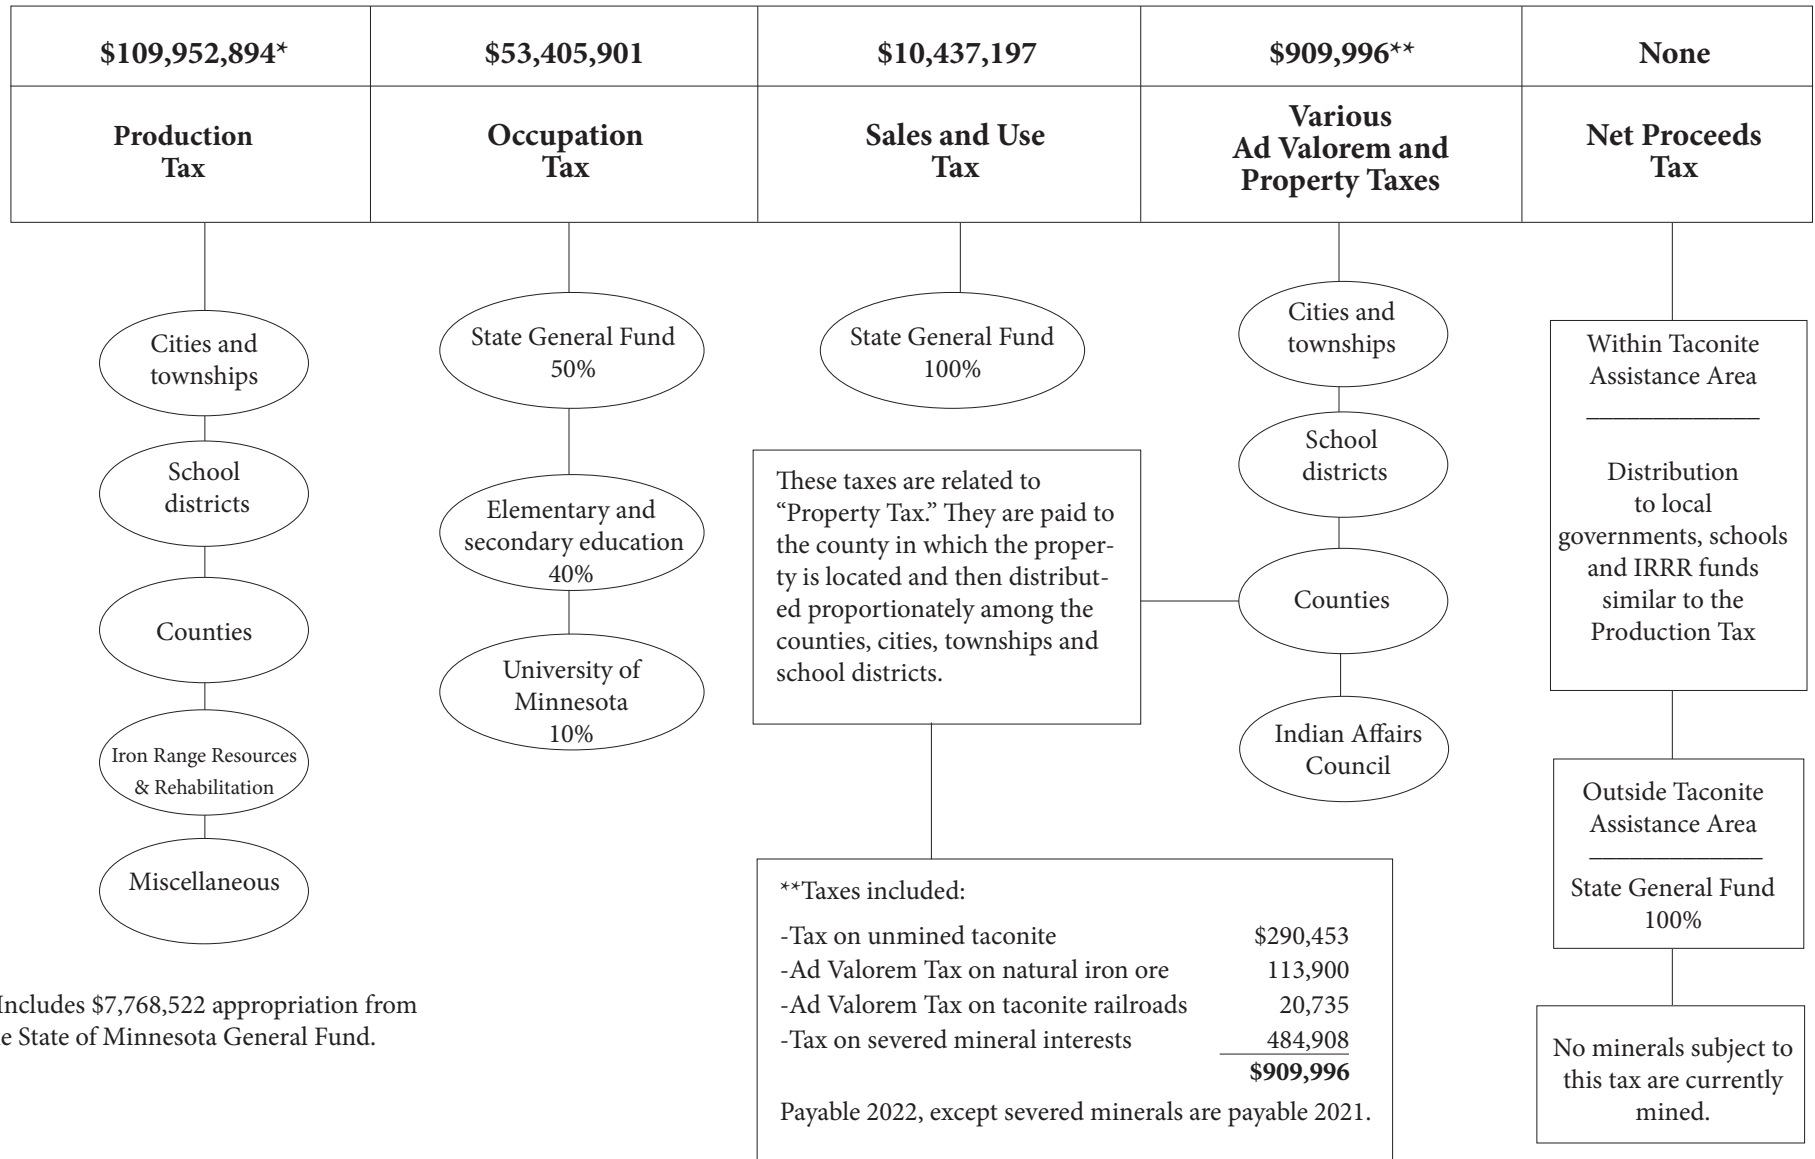 $109,952,894*
$53,405,901
$10,437,197
$909,996**
None
Production
Tax
Occupation
Tax
Sales and Use
Tax
Various
Ad Valorem and
Property Taxes
Net Proceeds
Tax
Cities and
townships
School
districts
Counties
Iron Range Resources
& Rehabilitation
Miscellaneous
Includes $7,768,522 appropriation from
e State of Minnesota General Fund.
State General Fund
50%
Elementary and
secondary education
40%
University of
Minnesota
10%
State General Fund
100%
These taxes are related to
“Property Tax.” They are paid to
the county in which the proper-
ty is located and then distribut-
ed proportionately among the
counties, cities, townships and
school districts.
**Taxes included:
-Tax on unmined taconite $290,453
-Ad Valorem Tax on natural iron ore 113,900
-Ad Valorem Tax on taconite railroads 20,735
-Tax on severed mineral interests 484,908
$909,996
Payable 2022, except severed minerals are payable 2021.
Cities and
townships
School
districts
Counties
Indian Affairs
Council
Within Taconite
Assistance Area
Distribution
to local
governments, schools
and IRRR funds
similar to the
Production Tax
Outside Taconite
Assistance Area
State General Fund
100%
No minerals subject to
this tax are currently
mined.